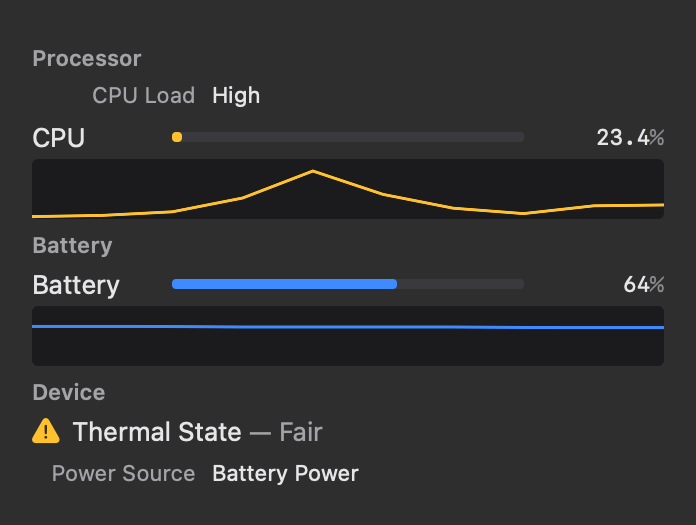 Processor
CPU Load High
CPU 23.4%
Battery
Battery 64%
Device
Thermal State — Fair
Power Source Battery Power